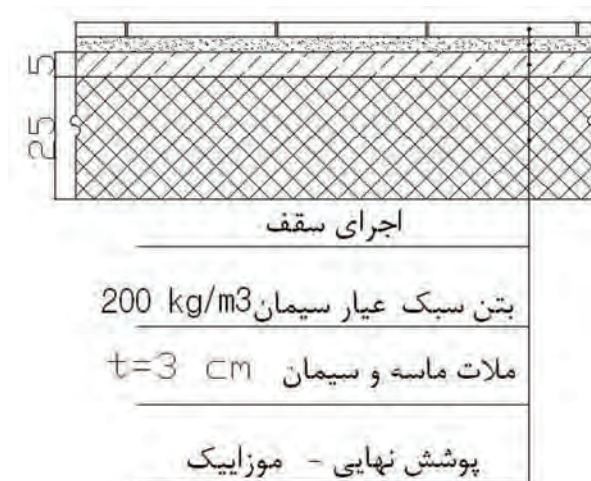 5
25
اجرای سقف
بتن سبک عیار سیمان 200 kg/m3
ملات ماسه و سیمان t=3 cm
پوشش نهایی - موزاییک